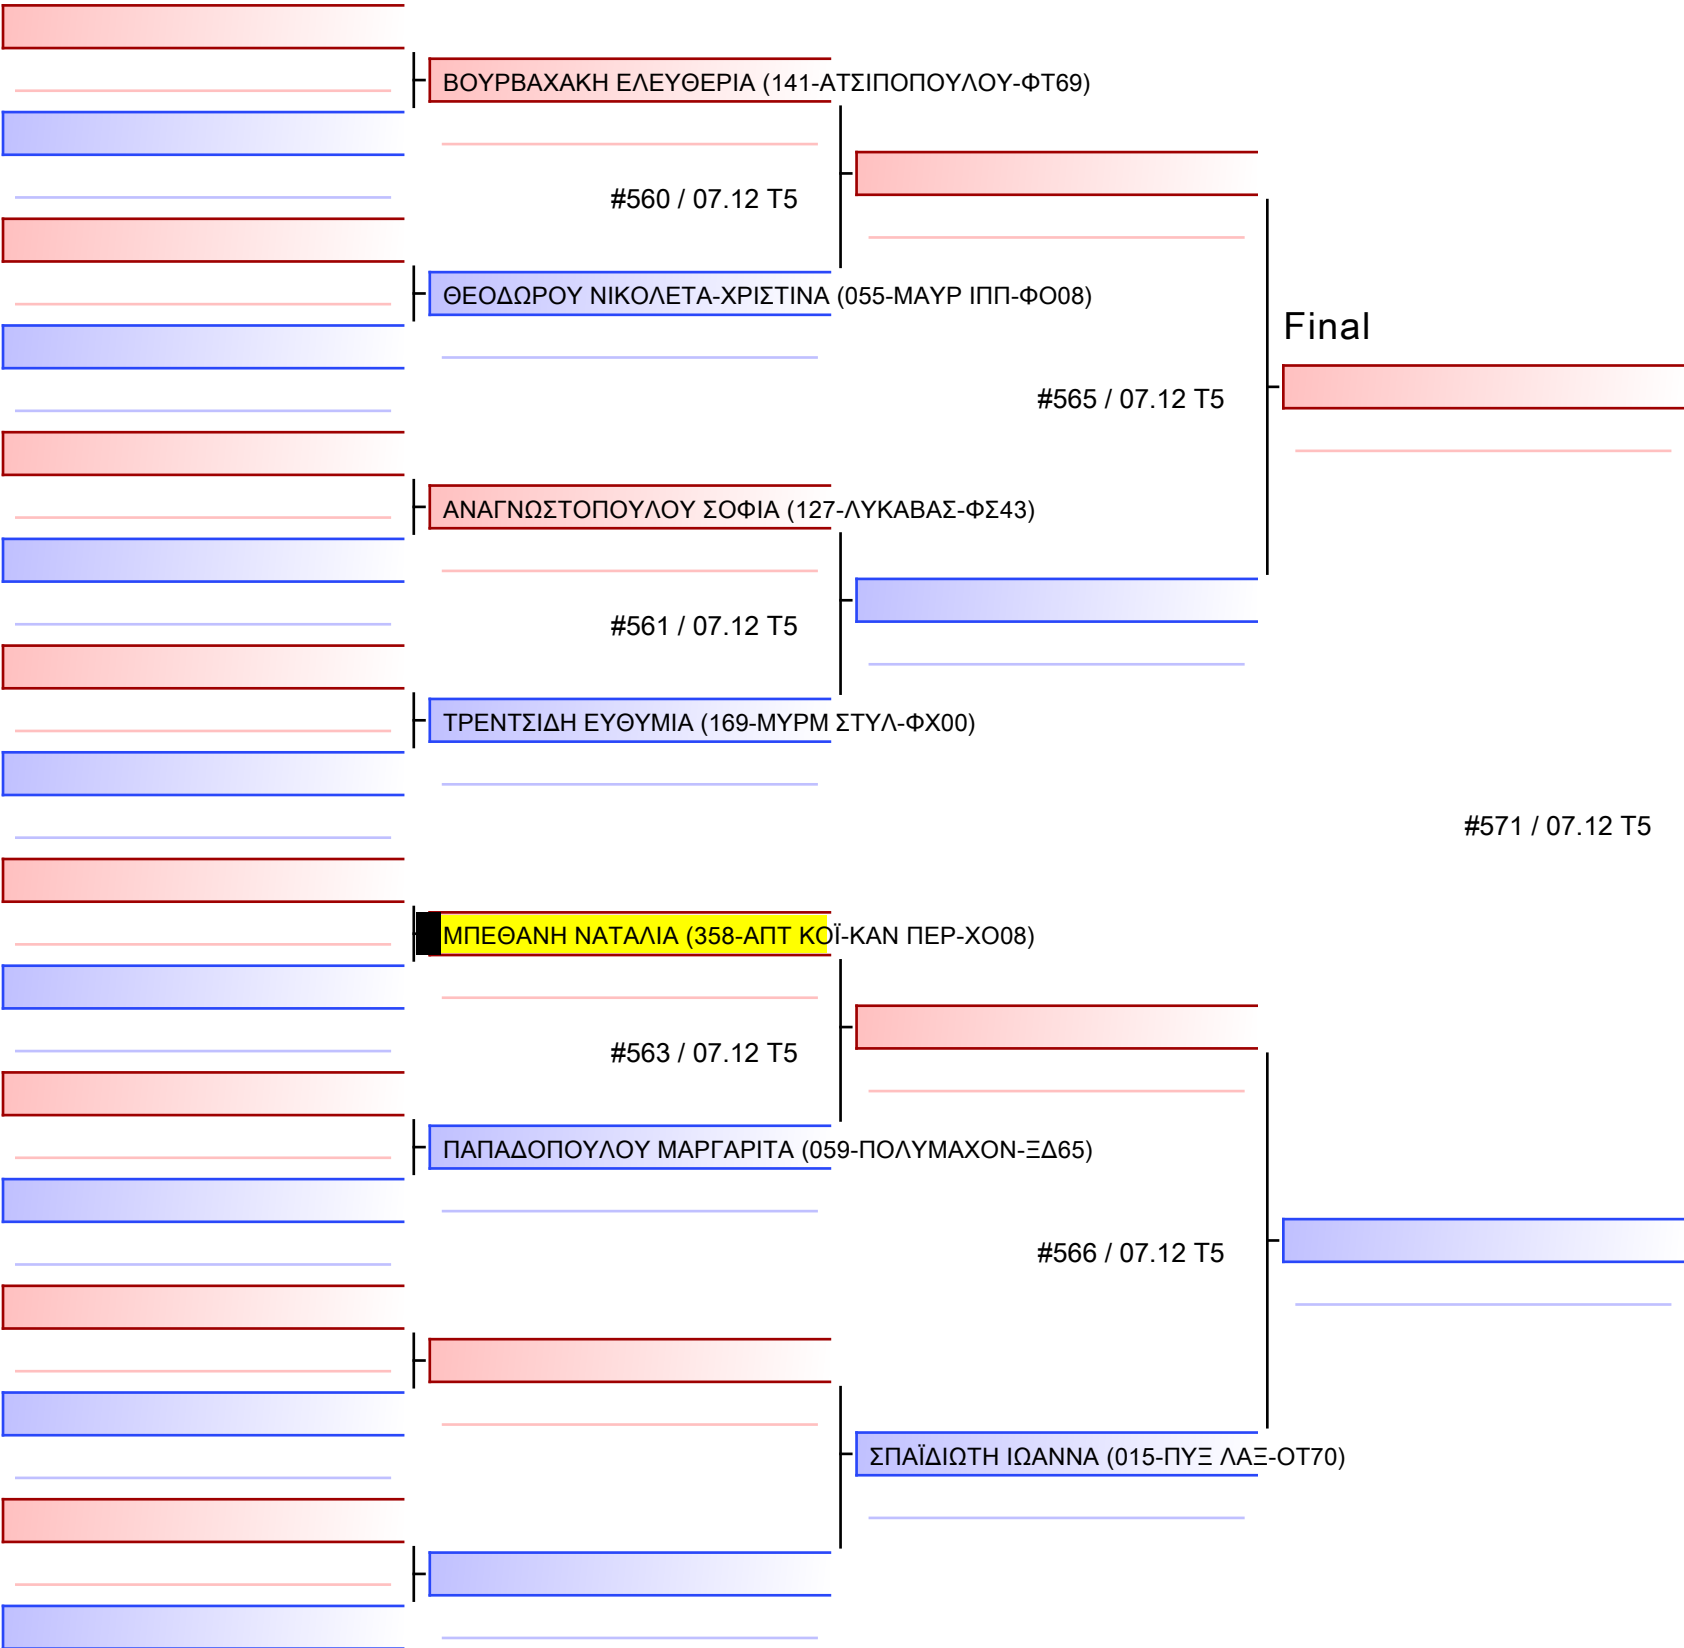 ΒΟΥΡΒΑΧΑΚΗ ΕΛΕΥΘΕΡΙΑ (141-ΑΤΣΙΠΟΠΟΥΛΟΥ-ΦΤ69)
#560 / 07.12 T5
ΘΕΟΔΩΡΟΥ ΝΙΚΟΛΕΤΑ-ΧΡΙΣΤΙΝΑ (055-ΜΑΥΡ ΙΠΠ-ΦΟ08)
Final
#565 / 07.12 T5
ΑΝΑΓΝΩΣΤΟΠΟΥΛΟΥ ΣΟΦΙΑ (127-ΛΥΚΑΒΑΣ-ΦΣ43)
#561 / 07.12 T5
ΤΡΕΝΤΣΙΔΗ ΕΥΘΥΜΙΑ (169-ΜΥΡΜ ΣΤΥΛ-ΦΧ00)
#571 / 07.12 T5
ΜΠΕΘΑΝΗ ΝΑΤΑΛΙΑ (358-ΑΠΤ ΚΟΪ-ΚΑΝ ΠΕΡ-ΧΟ08)
#563 / 07.12 T5
ΠΑΠΑΔΟΠΟΥΛΟΥ ΜΑΡΓΑΡΙΤΑ (059-ΠΟΛΥΜΑΧΟΝ-ΞΔ65)
#566 / 07.12 T5
ΣΠΑΪΔΙΩΤΗ ΙΩΑΝΝΑ (015-ΠΥΞ ΛΑΞ-ΟΤ70)